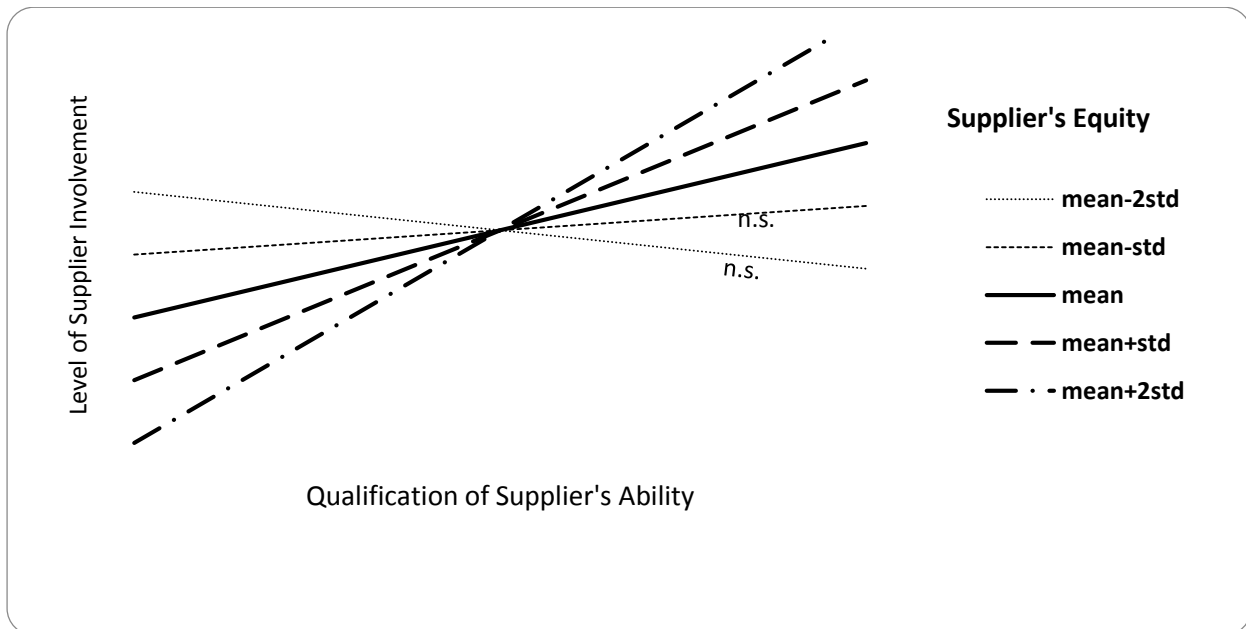 Level of Supplier Involvement
n.s.
n.s.
Qualification of Supplier's Ability
Supplier's Equity
mean-2std
mean-std
mean
mean+std
mean+2std